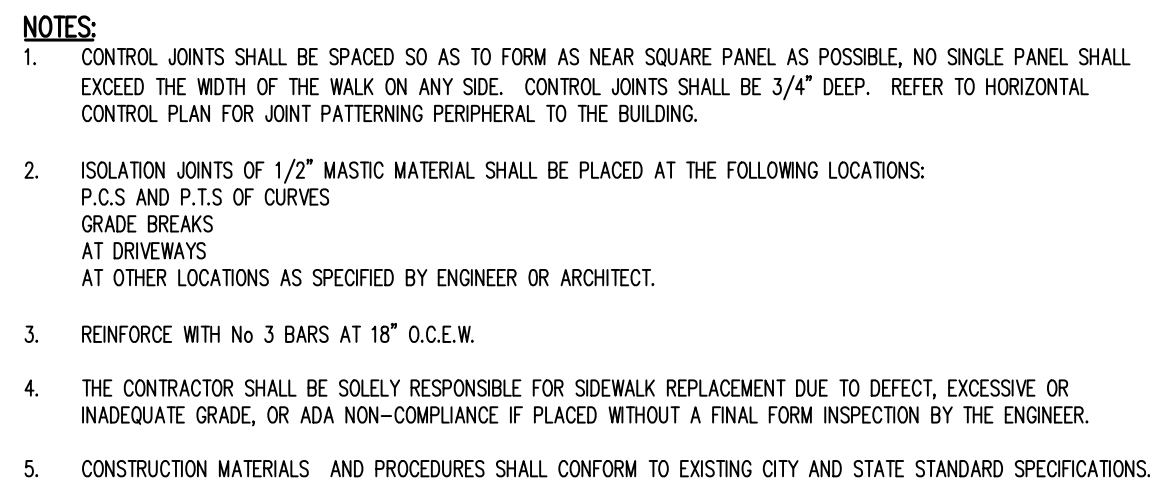 NOTES:
1. CONTROL JOINTS SHALL BE SPACED SO AS TO FORM AS NEAR SQUARE PANEL AS POSSIBLE, NO SINGLE PANEL SHALL
EXCEED THE WIDTH OF THE WALK ON ANY SIDE. CONTROL JOINTS SHALL BE 3/4" DEEP. REFER TO HORIZONTAL
CONTROL PLAN FOR JOINT PATTERNING PERIPHERAL TO THE BUILDING.
2. ISOLATION JOINTS OF 1/2" MASTIC MATERIAL SHALL BE PLACED AT THE FOLLOWING LOCATIONS:
P.C.S AND P.T.S OF CURVES
GRADE BREAKS
AT DRIVEWAYS
AT OTHER LOCATIONS AS SPECIFIED BY ENGINEER OR ARCHITECT.
3. REINFORCE WITH No 3 BARS AT 18" O.C.E.W.
4. THE CONTRACTOR SHALL BE SOLELY RESPONSIBLE FOR SIDEWALK REPLACEMENT DUE TO DEFECT, EXCESSIVE OR
INADEQUATE GRADE, OR ADA NON-COMPLIANCE IF PLACED WITHOUT A FINAL FORM INSPECTION BY THE ENGINEER.
5. CONSTRUCTION MATERIALS AND PROCEDURES SHALL CONFORM TO EXISTING CITY AND STATE STANDARD SPECIFICATIONS.